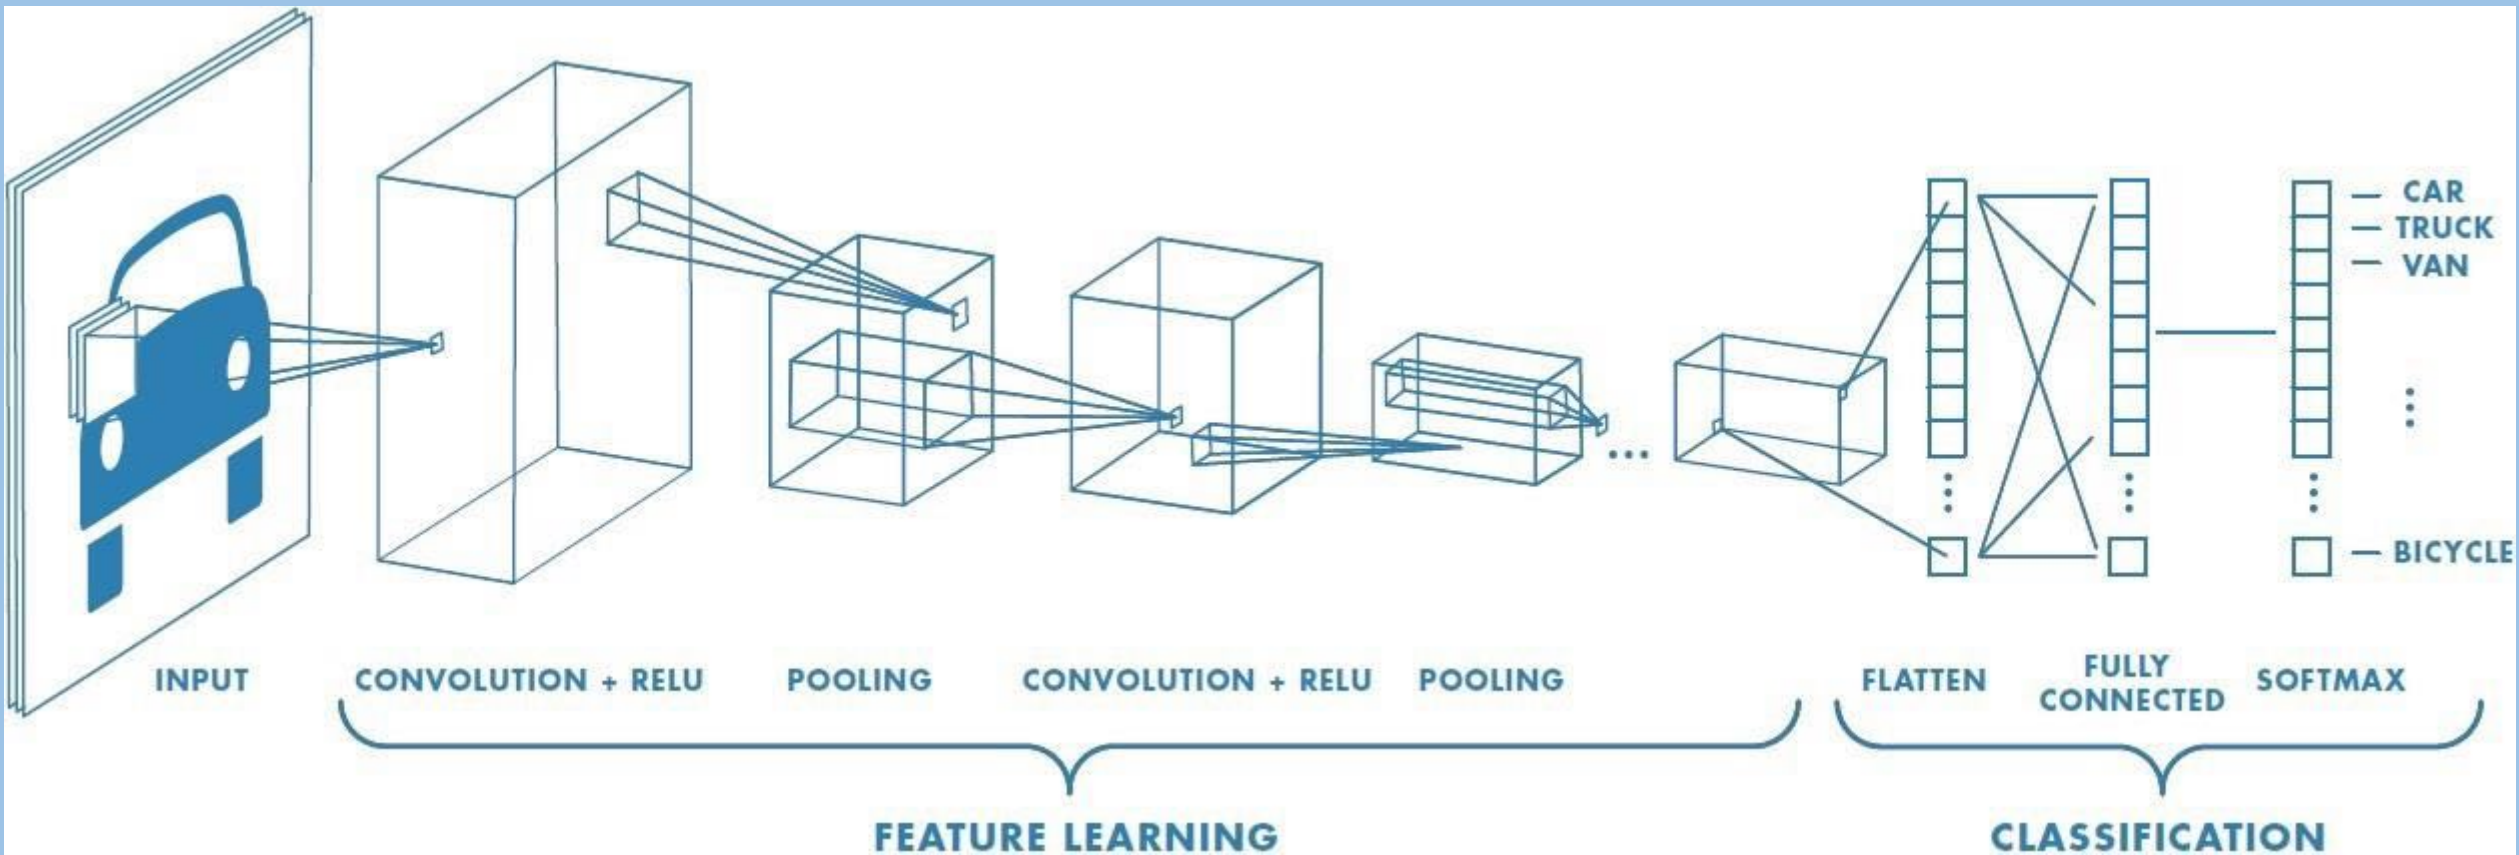 CAR
TRUCK
VAN
BICYCLE
INPUT
CONVOLUTION + RELU
POOLING
CONVOLUTION + RELU
POOLING
FLATTEN
FULLY
CONNECTED
SOFTMAX
FEATURE LEARNING
CLASSIFICATION